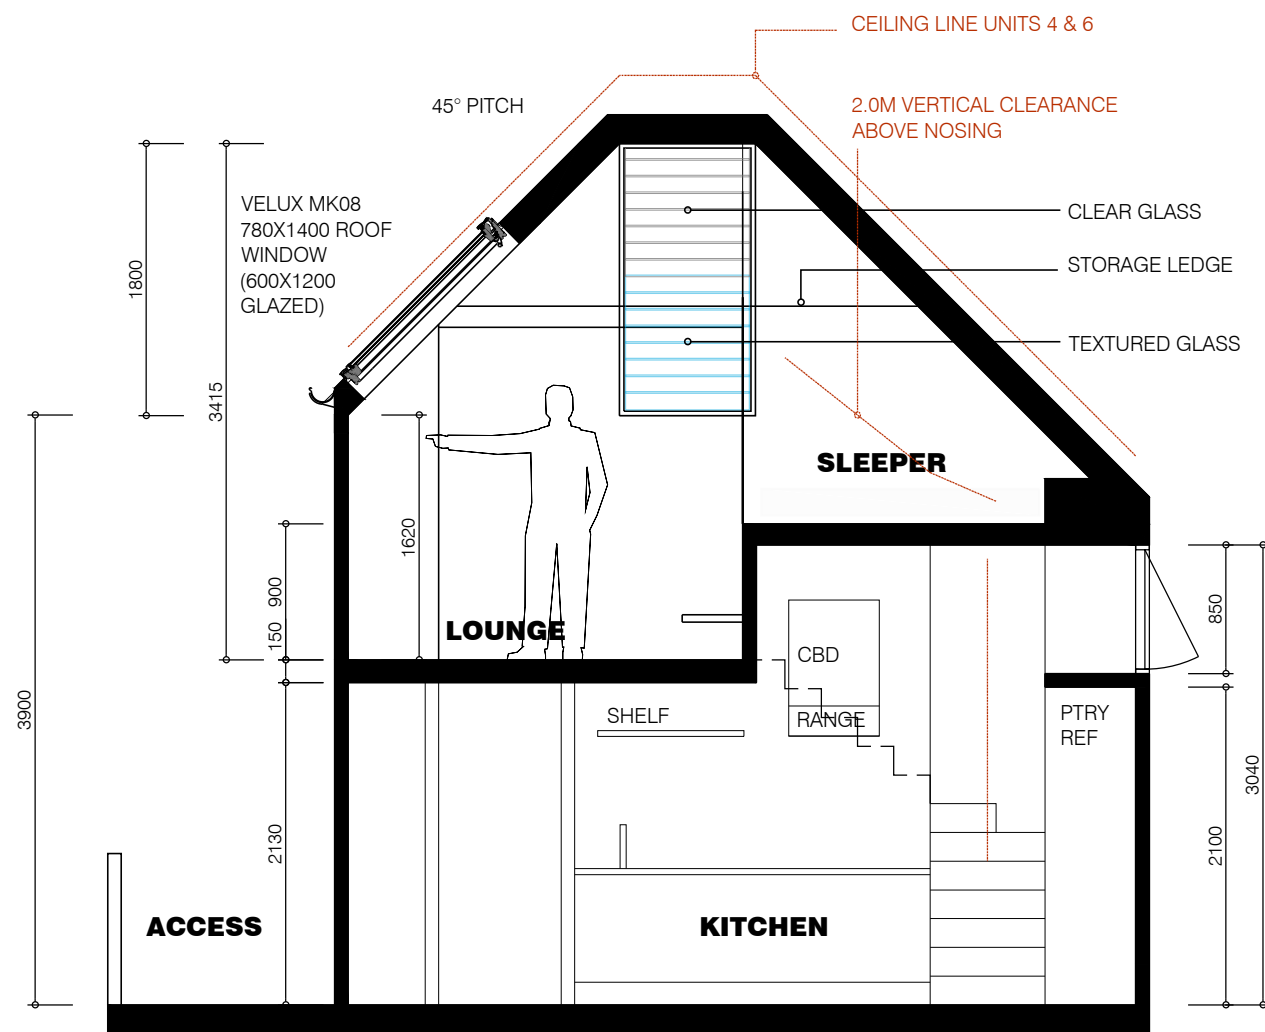 CEILING LINE UNITS 4 & 6
45° PITCH
2.0M VERTICAL CLEARANCE
ABOVE NOSING
VELUX MK08
780X1400 ROOF
WINDOW
(600X1200
GLAZED)
CLEAR GLASS
STORAGE LEDGE
TEXTURED GLASS
1800
3415
SLEEPER
1620
900
150
LOUNGE
850
CBD
RANGE
SHELF
PTRY
REF
3900
2130
3040
2100
ACCESS
KITCHEN